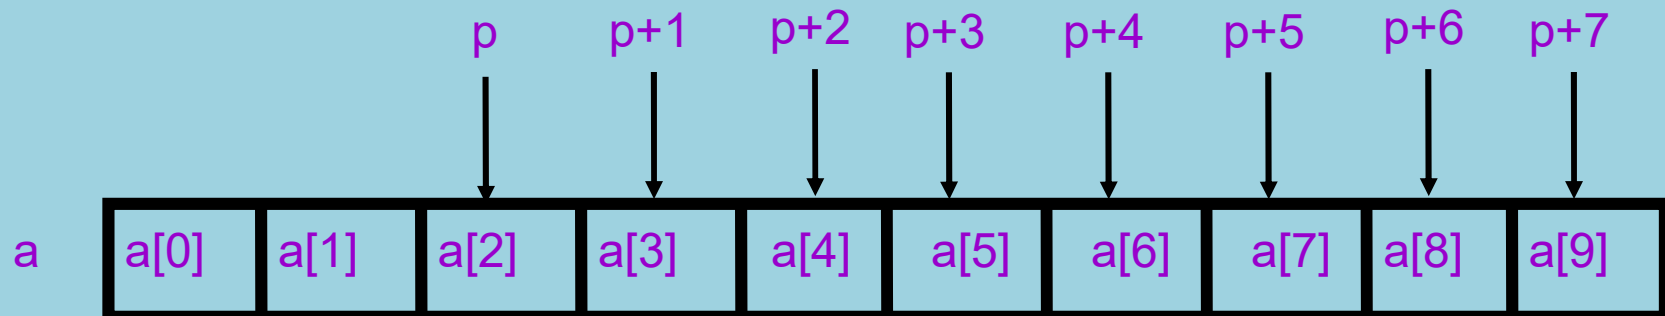 p p+1 p+2 p+3 p+4 p+5 p+6 p+7
a a[0] a[1] a[2] a[3] a[4] a[5] a[6] a[7] a[8] a[9]